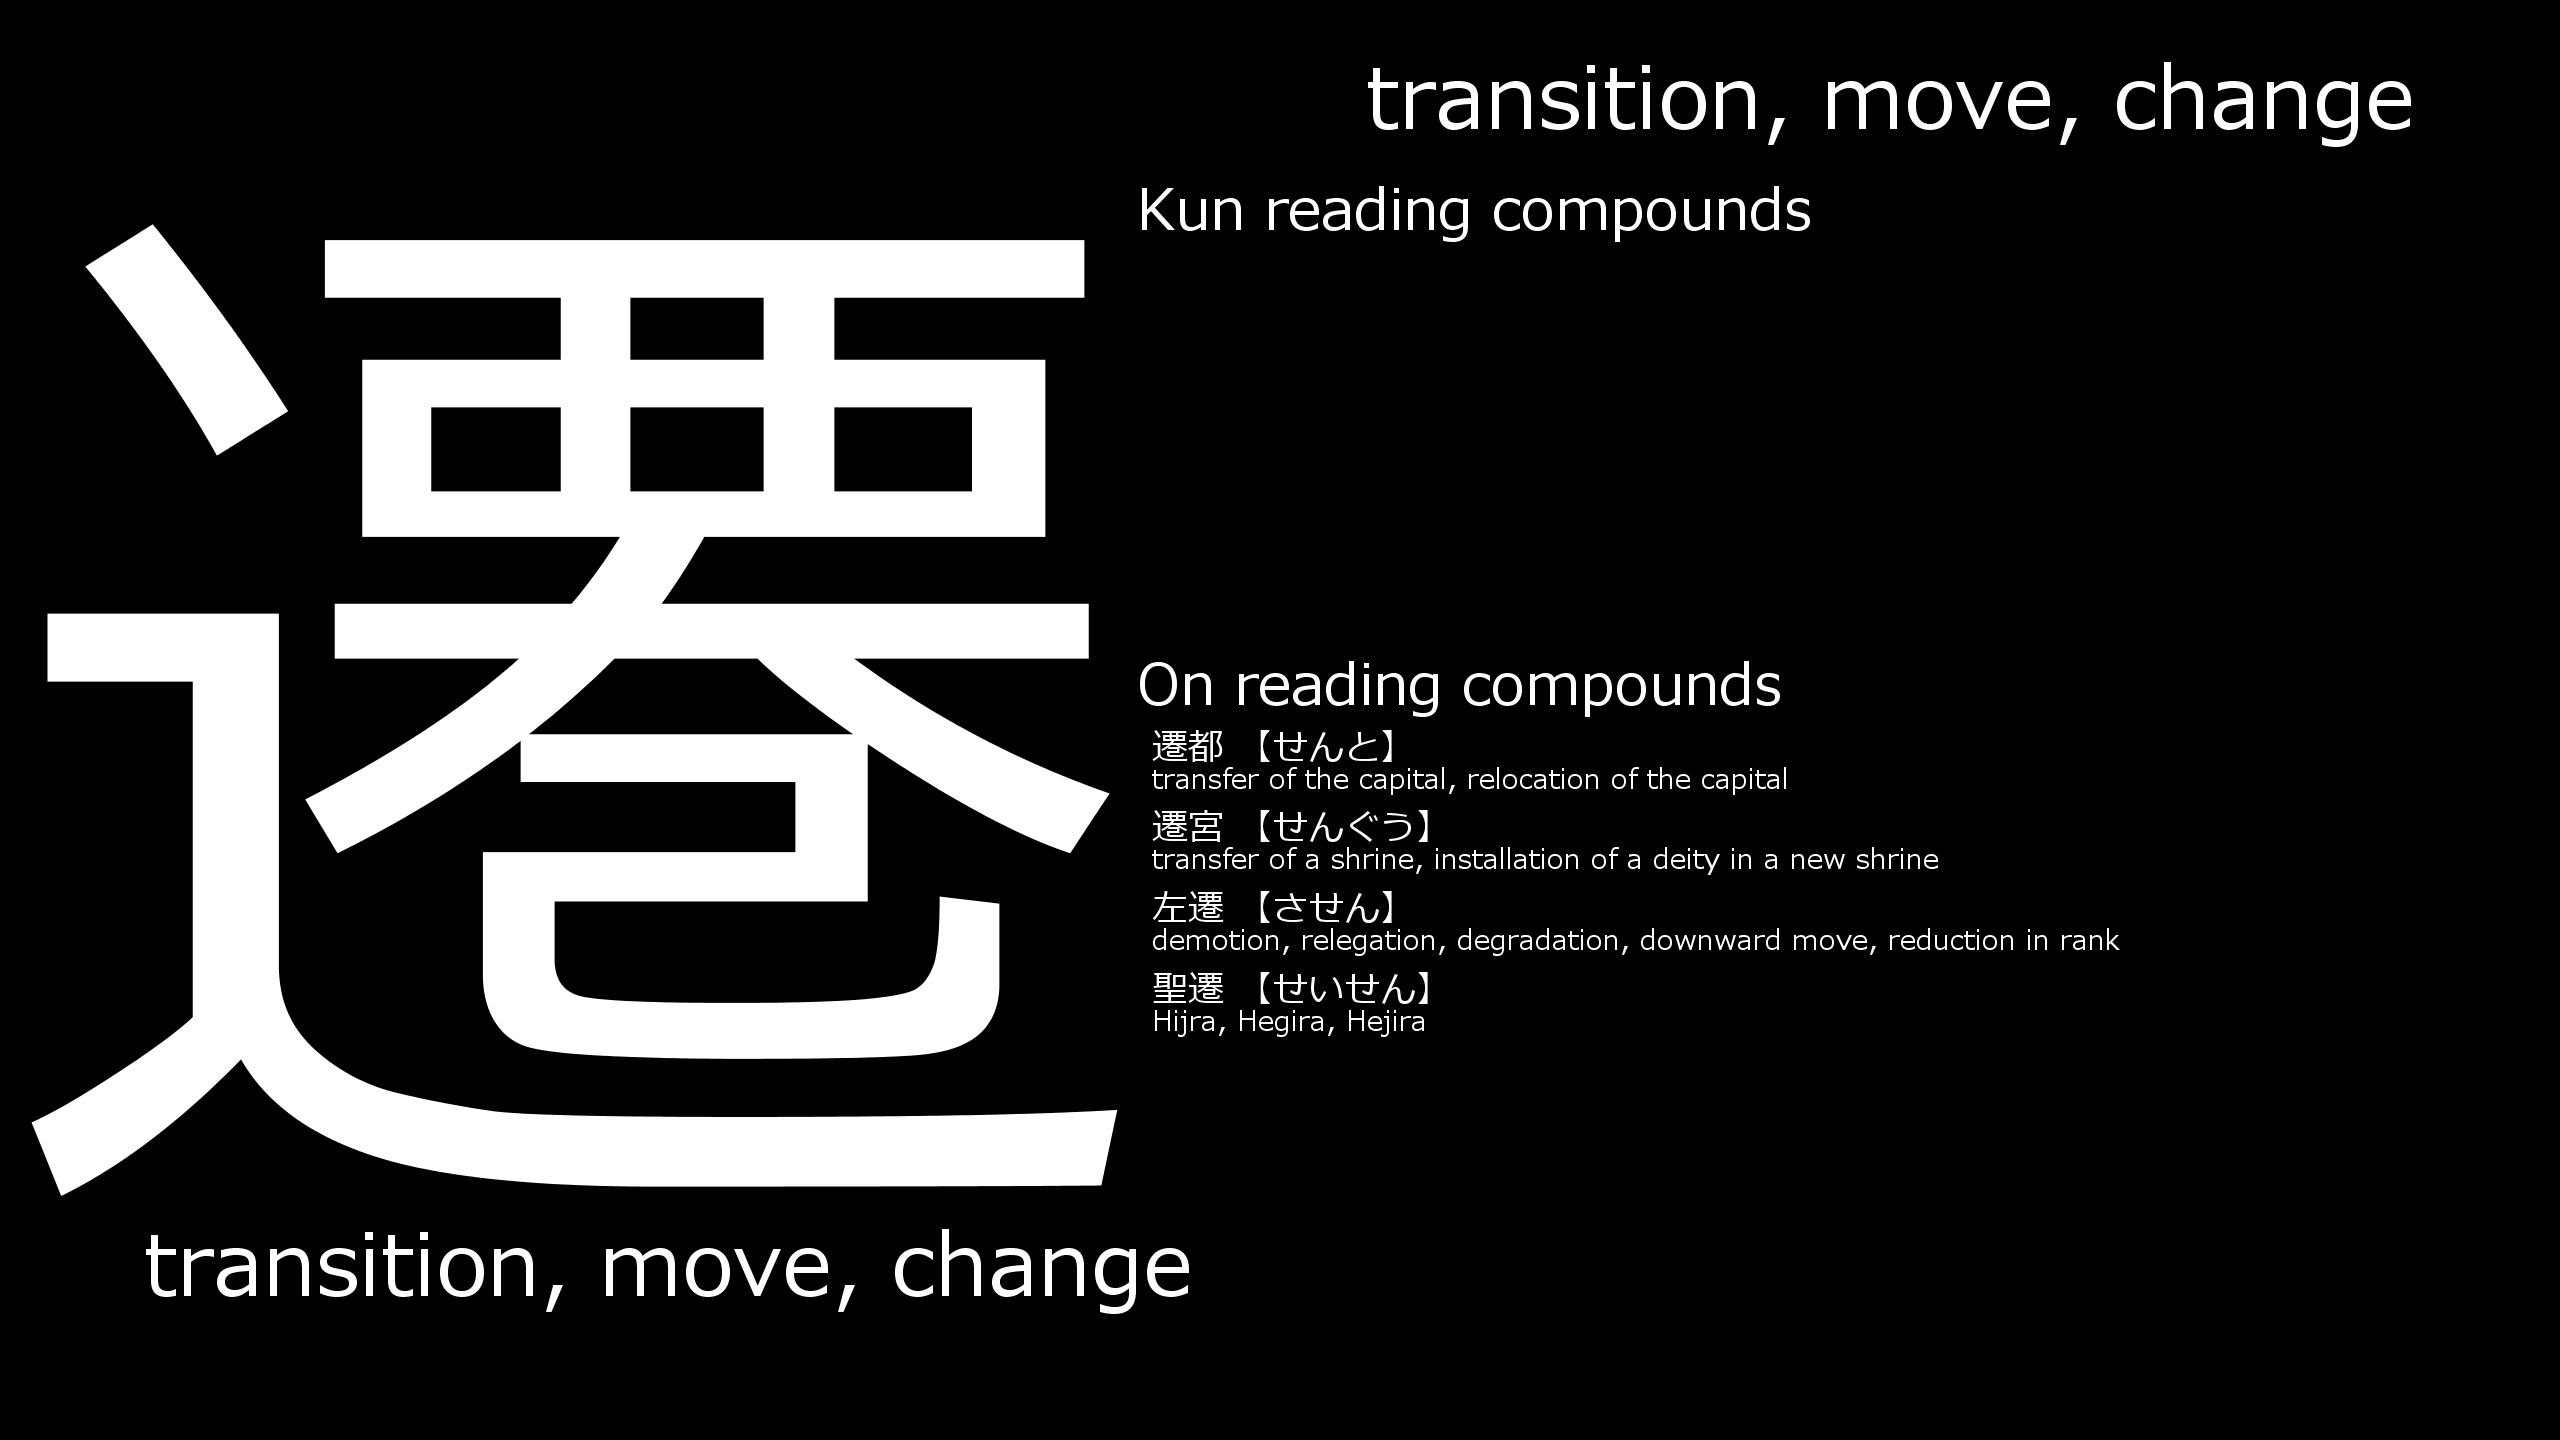 遷
transition, move, change
transition, move, change
Kun reading compounds
On reading compounds
遷都 【せんと】
transfer of the capital, relocation of the capital
遷宮 【せんぐう】
transfer of a shrine, installation of a deity in a new shrine
左遷 【させん】
demotion, relegation, degradation, downward move, reduction in rank
聖遷 【せいせん】
Hijra, Hegira, Hejira